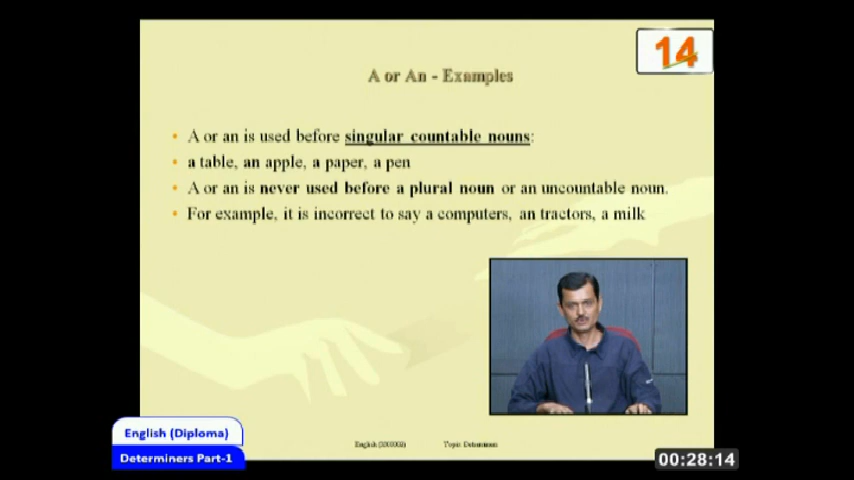 14
A or An - Examples
• A or an is used before singular countable nouns:
• a table, an apple, a paper, a pen
• A or an is never used before a plural noun or an uncountable noun.
• For example, it is incorrect to say a computers, an tractors, a milk
English (Diploma)
Determiners Part-1
Topic: Determiners
00:28:14